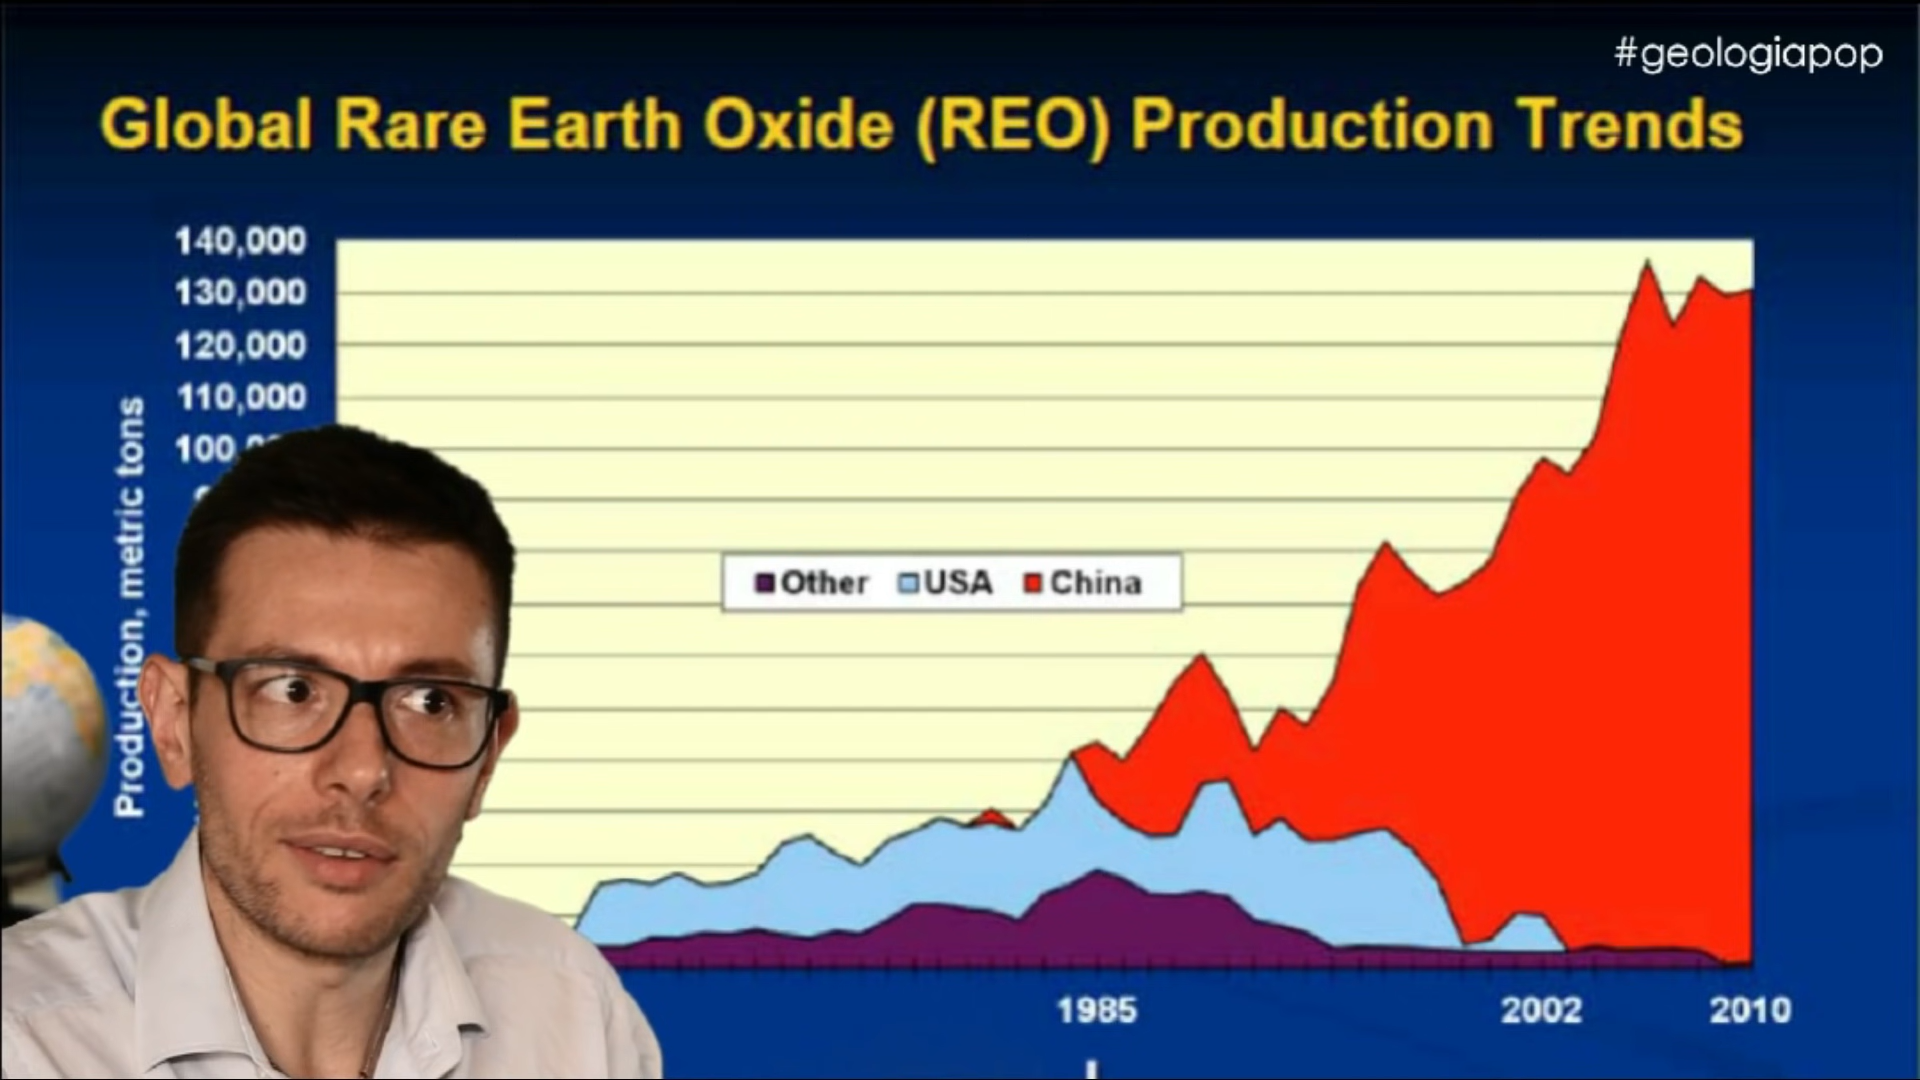 #geologiapop
Global Rare Earth Oxide (REO) Production Trends
140,000
130,000
120,000
110,000
100,
Production, metric tons
Other USA China
1985 2002 2010